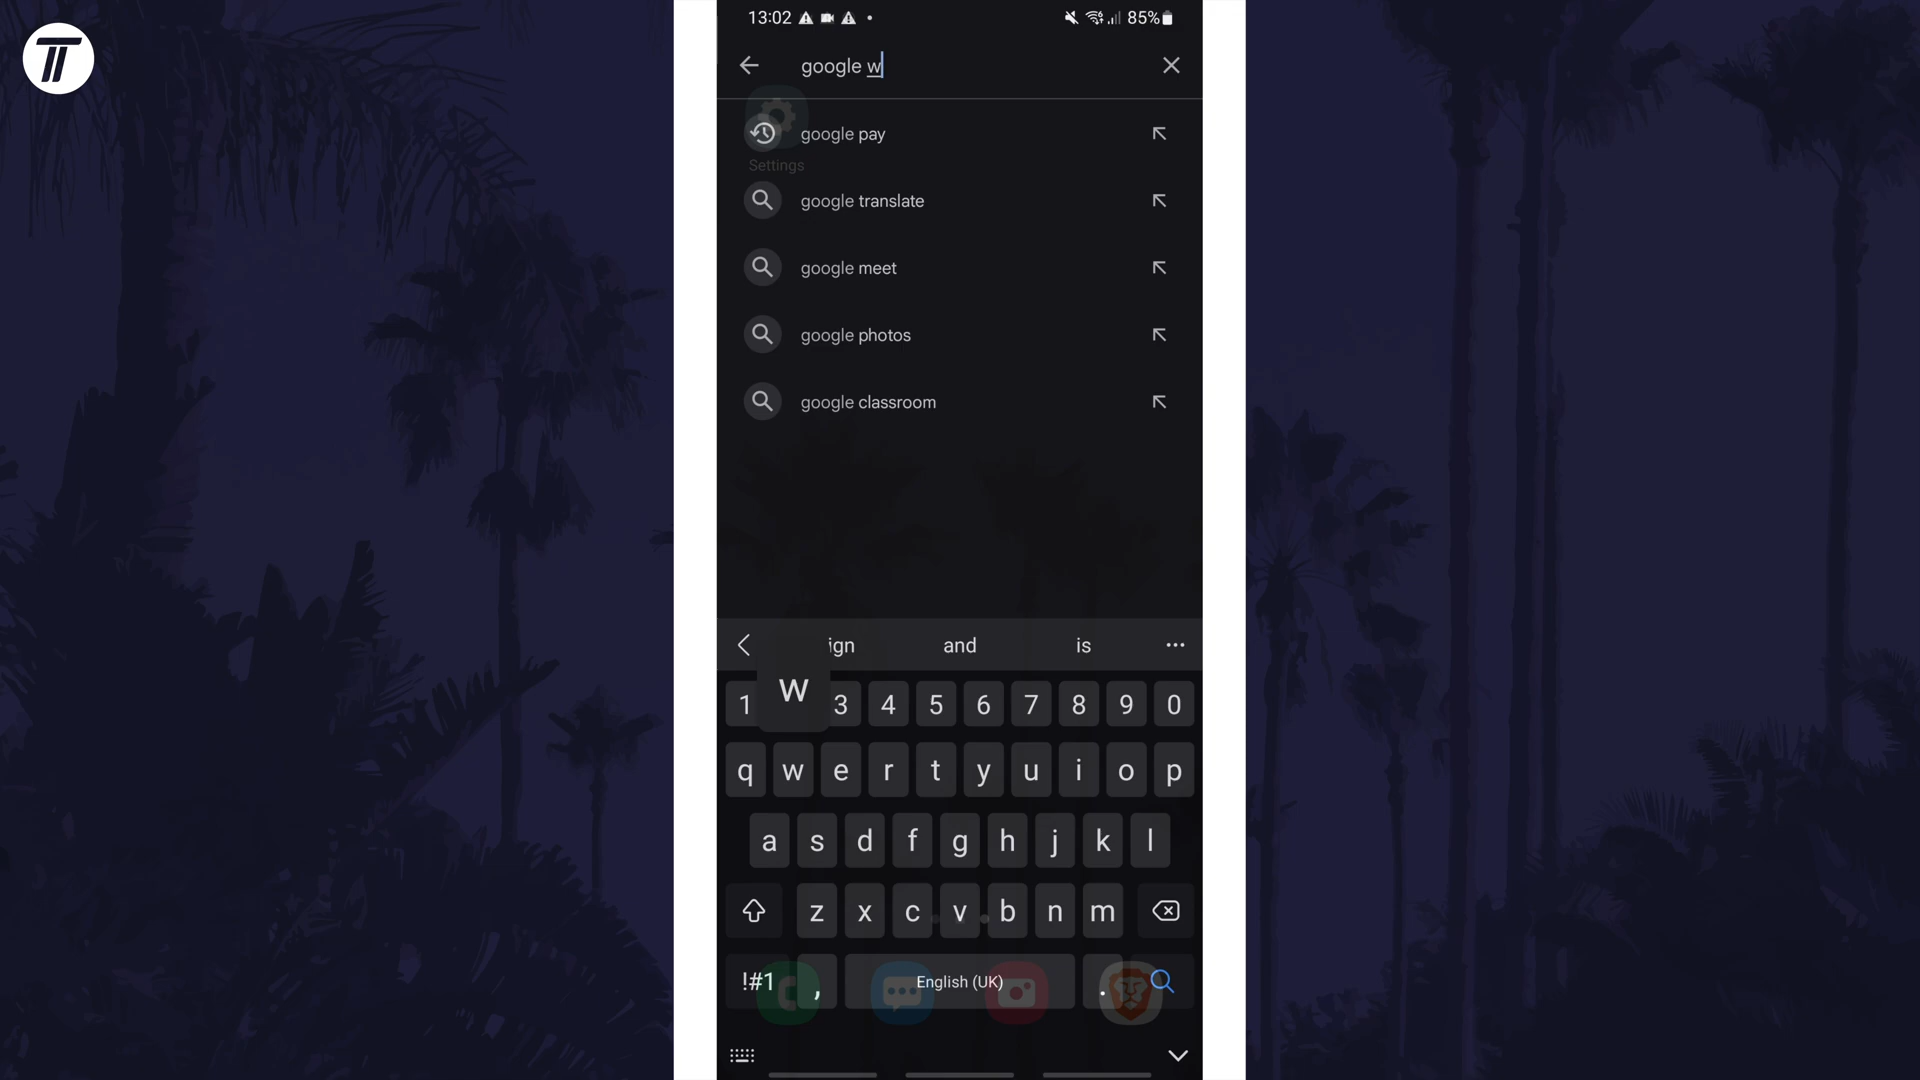 13:02
85%
google w
google pay
Settings
google translate
google meet
google photos
google classroom
ign and is
1 W 3 4 5 6 7 8 9 0
q w e r t y u i o p
a s d f g h j k l
z x c v b n m
!#1 , English (UK) .